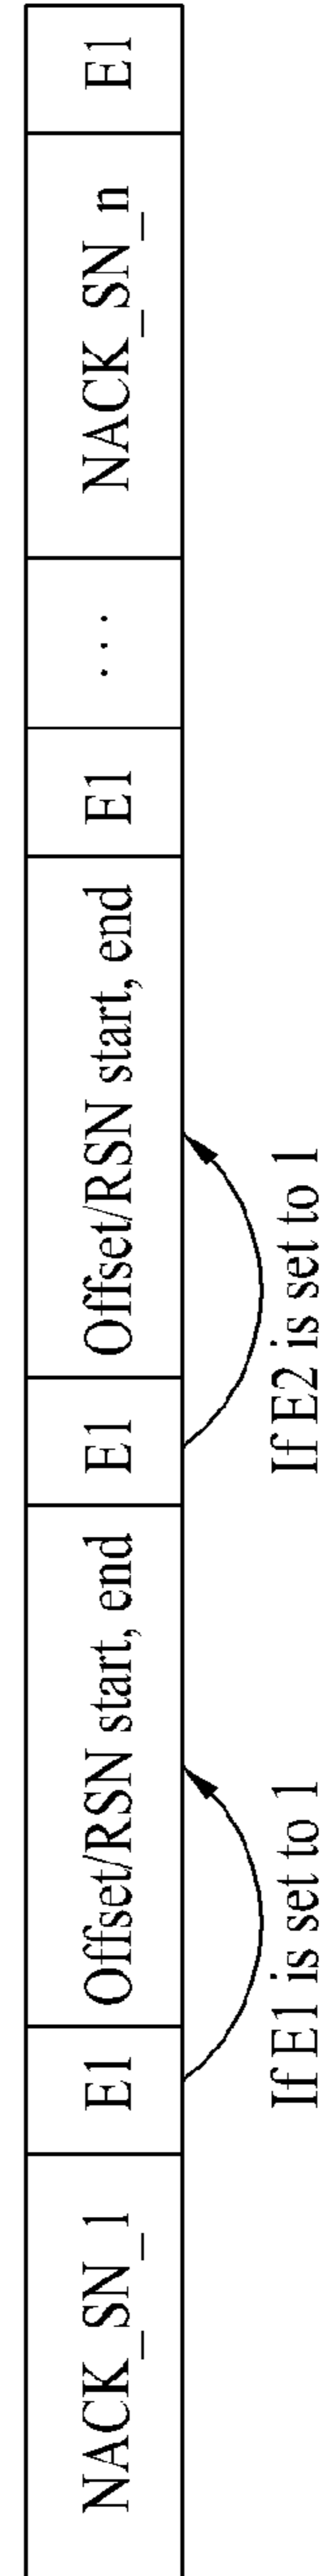 NACK_SN_1
E1
Offset/RSN start, end
E1
Offset/RSN start, end
E1
...
NACK_SN_n
E1
If E1 is set to 1
If E2 is set to 1